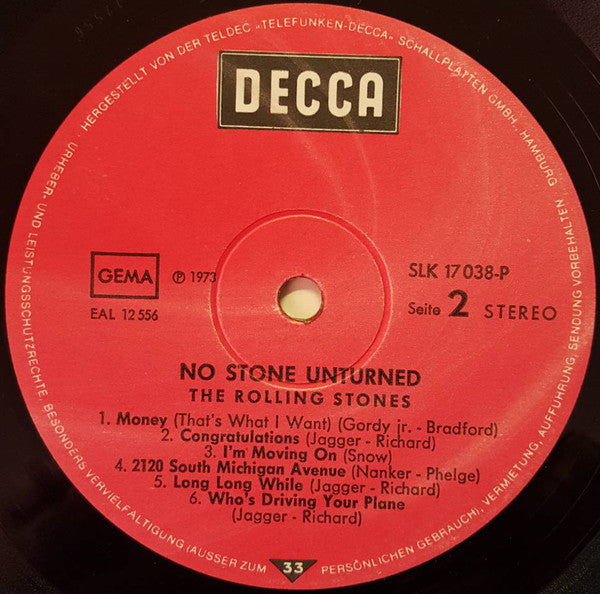 HERGESTELLT VON DER TELDEC »TELEFUNKEN-DECCA« SCHALLPLATTEN GMBH., HAMBURG
DECCA
GEMA
℗ 1973
SLK 17 038-P
EAL 12 556
Seite 2 STEREO
NO STONE UNTURNED
THE ROLLING STONES
1. Money (That's What I Want) (Gordy jr. - Bradford)
2. Congratulations (Jagger - Richard)
3. I'm Moving On (Snow)
4. 2120 South Michigan Avenue (Nanker - Phelge)
5. Long Long While (Jagger - Richard)
6. Who's Driving Your Plane
(Jagger - Richard)
33
URHEBER- UND LEISTUNGSSCHUTZRECHTE, BESONDERS VERVIELFÄLTIGUNG (AUSSER ZUM PERSÖNLICHEN GEBRAUCH), VERMIETUNG, AUFFÜHRUNG, SENDUNG VORBEHALTEN